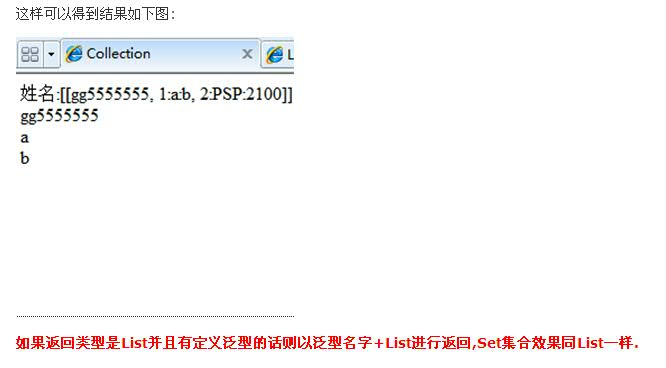 这样可以得到结果如下图：
Collection
L
姓名:[[gg5555555, 1:a:b, 2:PSP:2100]]
gg5555555
a
b
如果返回类型是List并且有定义泛型的话则以泛型名字+List进行返回,Set集合效果同List一样.